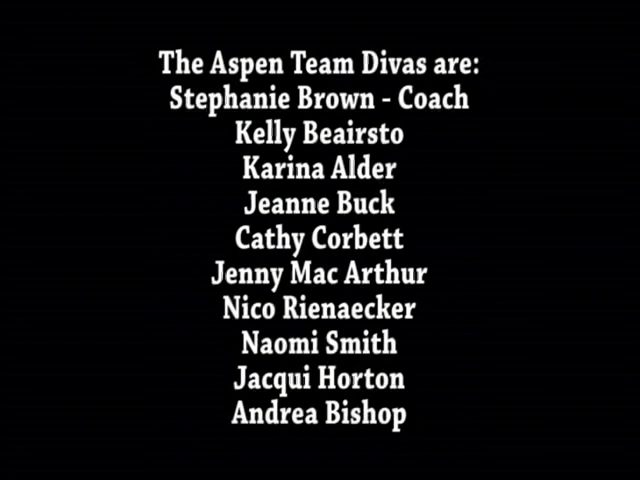 The Aspen Team Divas are:
Stephanie Brown - Coach
Kelly Beairsto
Karina Alder
Jeanne Buck
Cathy Corbett
Jenny Mac Arthur
Nico Rienaecker
Naomi Smith
Jacqui Horton
Andrea Bishop